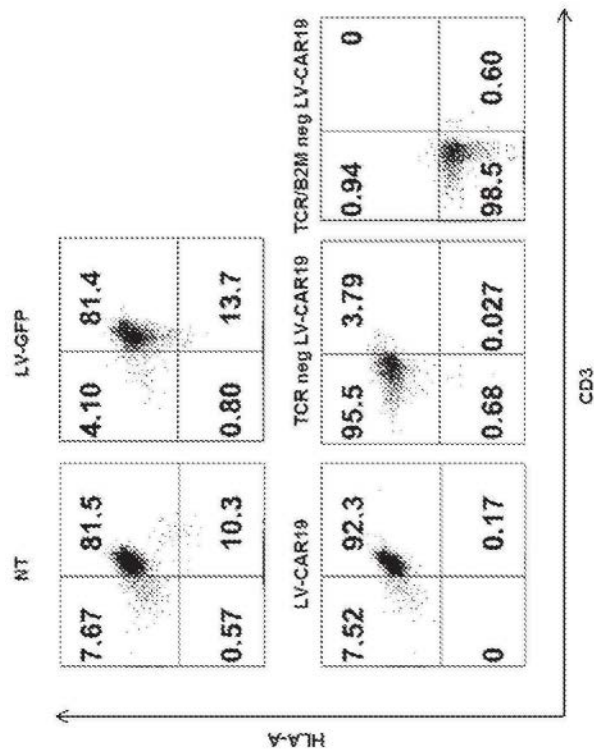 NT
LV-GFP
7.67
81.5
4.10
81.4
0.57
10.3
0.80
13.7
LV-CAR19
TCR neg LV-CAR19
TCR/B2M neg LV-CAR19
7.52
92.3
95.5
3.79
0.94
0
0
0.17
0.68
0.027
98.5
0.60
HLA-A
CD3